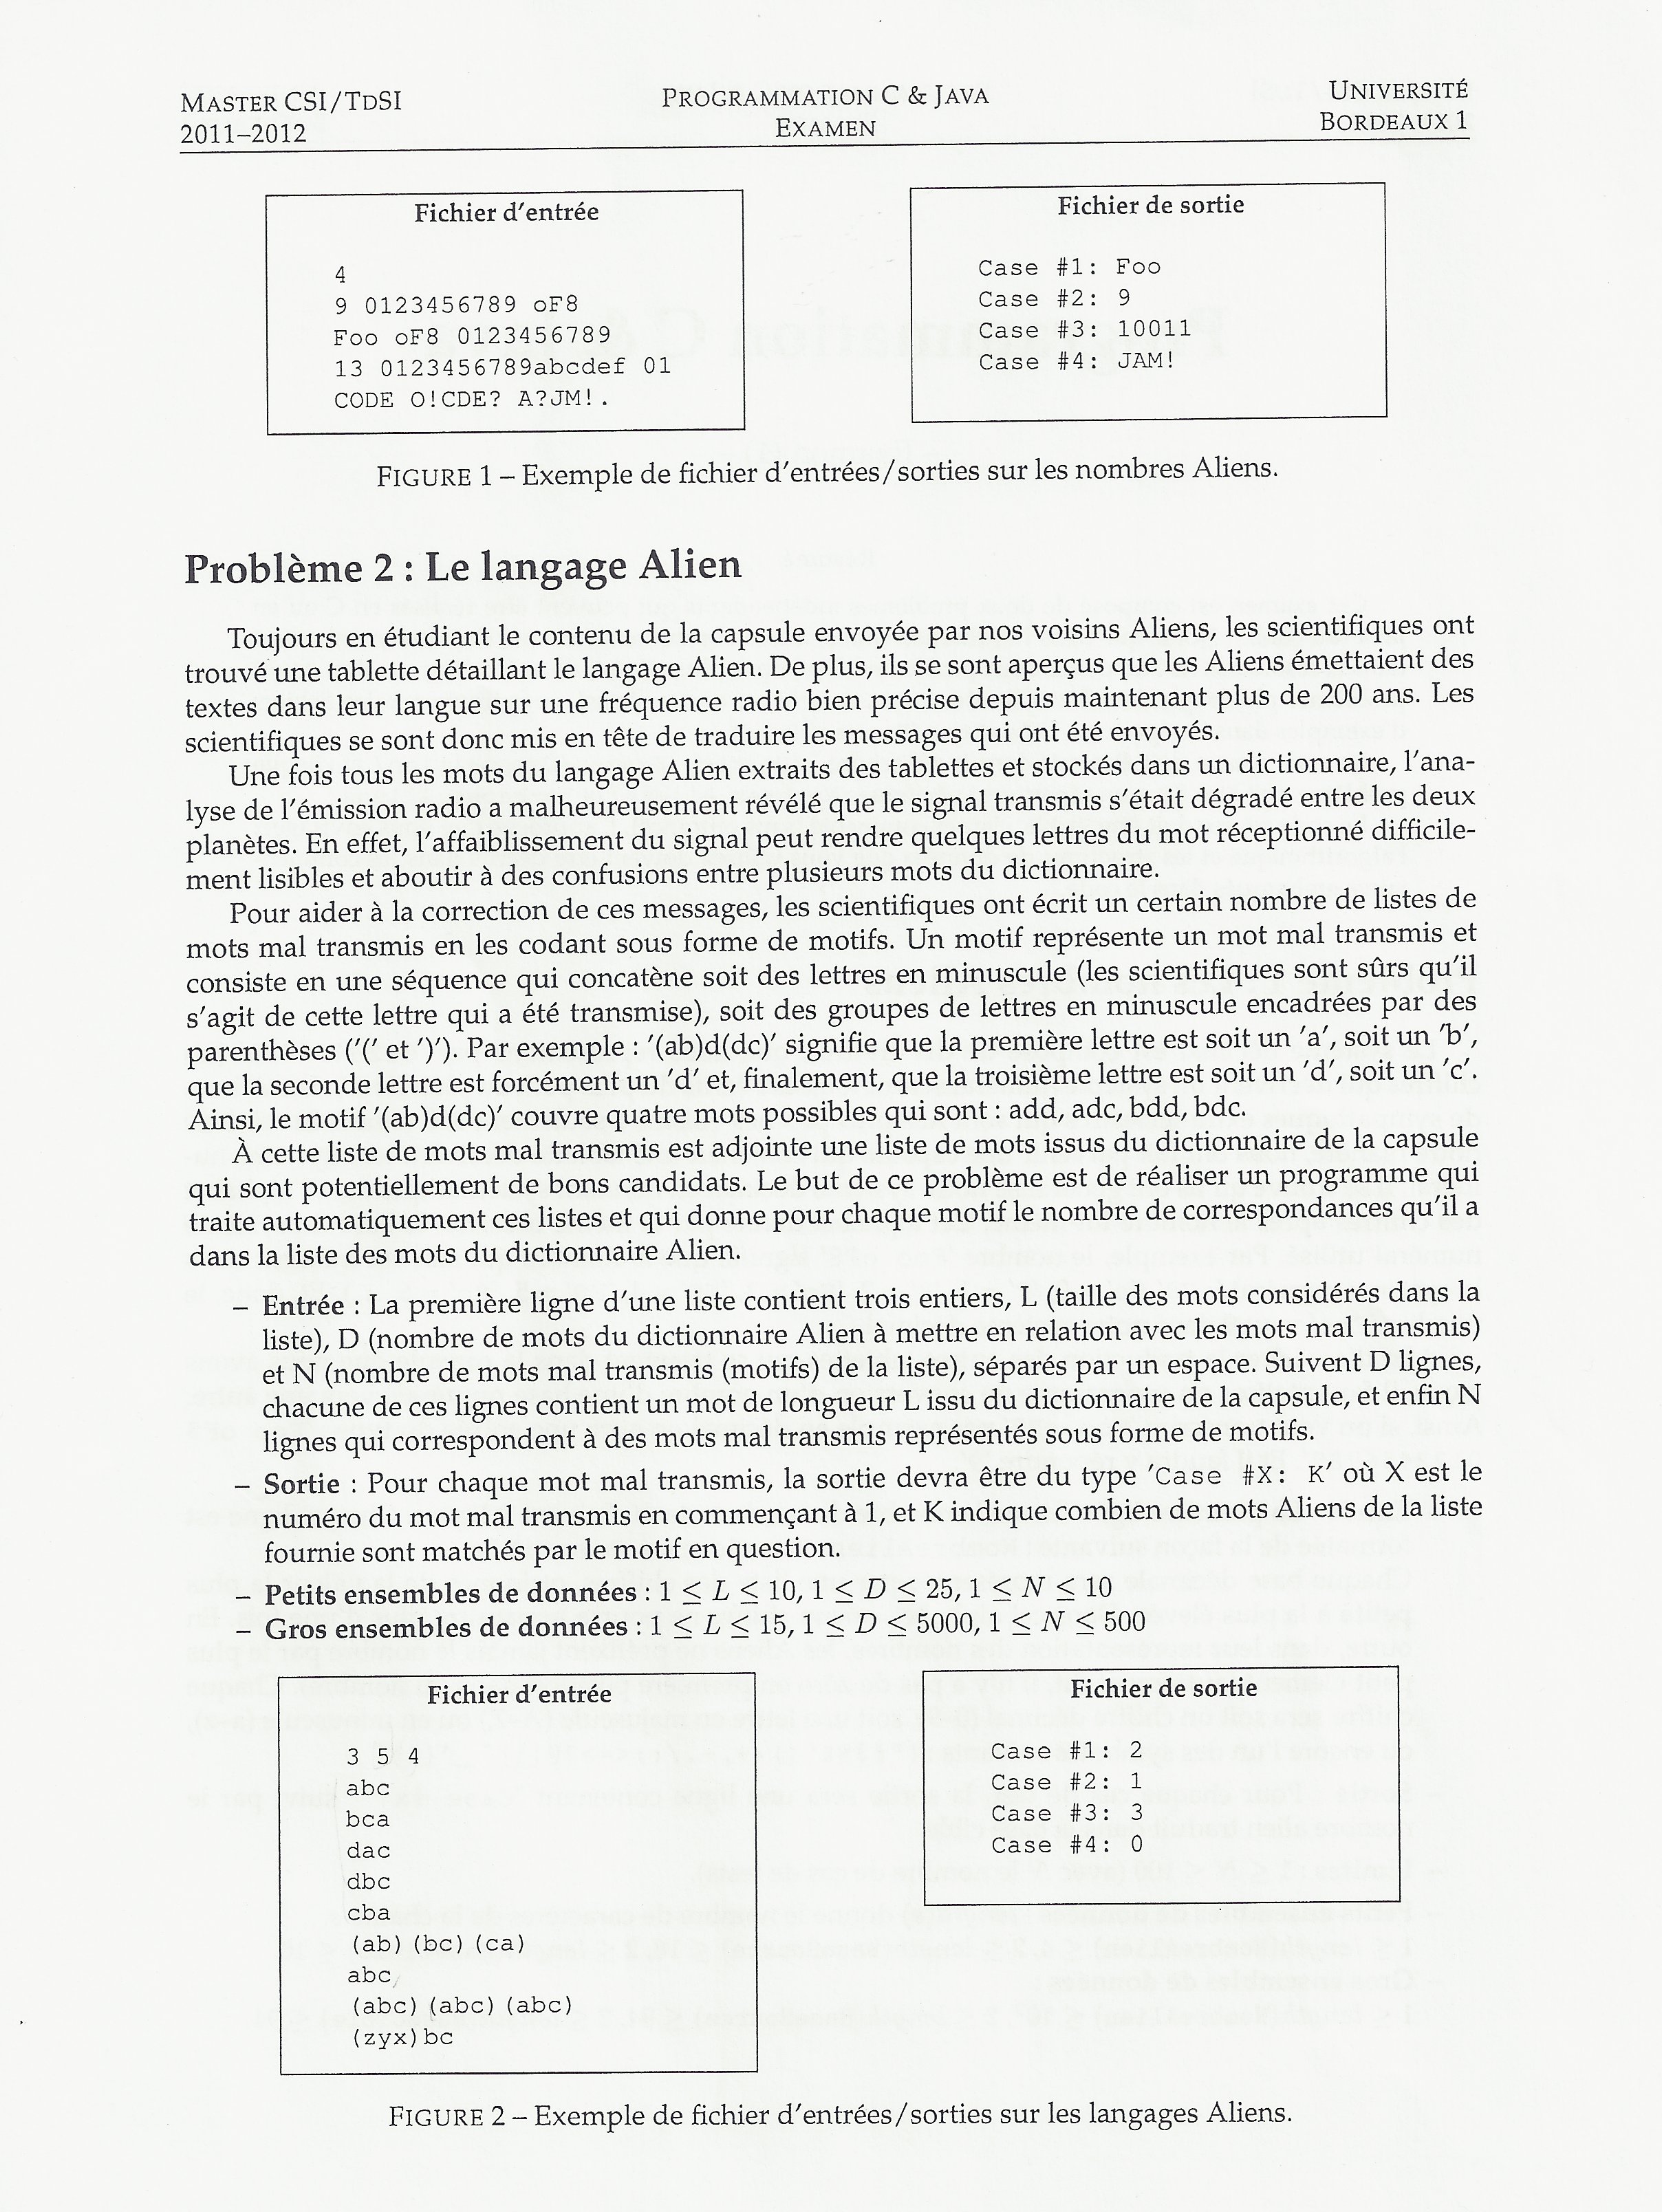 MASTER CSI/TDSI
2011–2012
PROGRAMMATION C & JAVA
EXAMEN
UNIVERSITÉ
BORDEAUX 1
Fichier d'entrée
4
9 0123456789 oF8
Foo oF8 0123456789
13 0123456789abcdef 01
CODE O!CDE? A?JM!.
Fichier de sortie
Case #1: Foo
Case #2: 9
Case #3: 10011
Case #4: JAM!
FIGURE 1 – Exemple de fichier d'entrées/sorties sur les nombres Aliens.
Problème 2 : Le langage Alien
Toujours en étudiant le contenu de la capsule envoyée par nos voisins Aliens, les scientifiques ont
trouvé une tablette détaillant le langage Alien. De plus, ils se sont aperçus que les Aliens émettaient des
textes dans leur langue sur une fréquence radio bien précise depuis maintenant plus de 200 ans. Les
scientifiques se sont donc mis en tête de traduire les messages qui ont été envoyés.
Une fois tous les mots du langage Alien extraits des tablettes et stockés dans un dictionnaire, l'ana-
lyse de l'émission radio a malheureusement révélé que le signal transmis s'était dégradé entre les deux
planètes. En effet, l'affaiblissement du signal peut rendre quelques lettres du mot réceptionné difficile-
ment lisibles et aboutir à des confusions entre plusieurs mots du dictionnaire.
Pour aider à la correction de ces messages, les scientifiques ont écrit un certain nombre de listes de
mots mal transmis en les codant sous forme de motifs. Un motif représente un mot mal transmis et
consiste en une séquence qui concatène soit des lettres en minuscule (les scientifiques sont sûrs qu'il
s'agit de cette lettre qui a été transmise), soit des groupes de lettres en minuscule encadrées par des
parenthèses ('(' et ')'). Par exemple : '(ab)d(dc)' signifie que la première lettre est soit un 'a', soit un 'b',
que la seconde lettre est forcément un 'd' et, finalement, que la troisième lettre est soit un 'd', soit un 'c'.
Ainsi, le motif '(ab)d(dc)' couvre quatre mots possibles qui sont : add, adc, bdd, bdc.
À cette liste de mots mal transmis est adjointe une liste de mots issus du dictionnaire de la capsule
qui sont potentiellement de bons candidats. Le but de ce problème est de réaliser un programme qui
traite automatiquement ces listes et qui donne pour chaque motif le nombre de correspondances qu'il a
dans la liste des mots du dictionnaire Alien.
– Entrée : La première ligne d'une liste contient trois entiers, L (taille des mots considérés dans la
liste), D (nombre de mots du dictionnaire Alien à mettre en relation avec les mots mal transmis)
et N (nombre de mots mal transmis (motifs) de la liste), séparés par un espace. Suivent D lignes,
chacune de ces lignes contient un mot de longueur L issu du dictionnaire de la capsule, et enfin N
lignes qui correspondent à des mots mal transmis représentés sous forme de motifs.
– Sortie : Pour chaque mot mal transmis, la sortie devra être du type 'Case #X: K' où X est le
numéro du mot mal transmis en commençant à 1, et K indique combien de mots Aliens de la liste
fournie sont matchés par le motif en question.
– Petits ensembles de données : 1 ≤ L ≤ 10, 1 ≤ D ≤ 25, 1 ≤ N ≤ 10
– Gros ensembles de données : 1 ≤ L ≤ 15, 1 ≤ D ≤ 5000, 1 ≤ N ≤ 500
Fichier d'entrée
3 5 4
abc
bca
dac
dbc
cba
(ab)(bc)(ca)
abc
(abc)(abc)(abc)
(zyx)bc
Fichier de sortie
Case #1: 2
Case #2: 1
Case #3: 3
Case #4: 0
FIGURE 2 – Exemple de fichier d'entrées/sorties sur les langages Aliens.